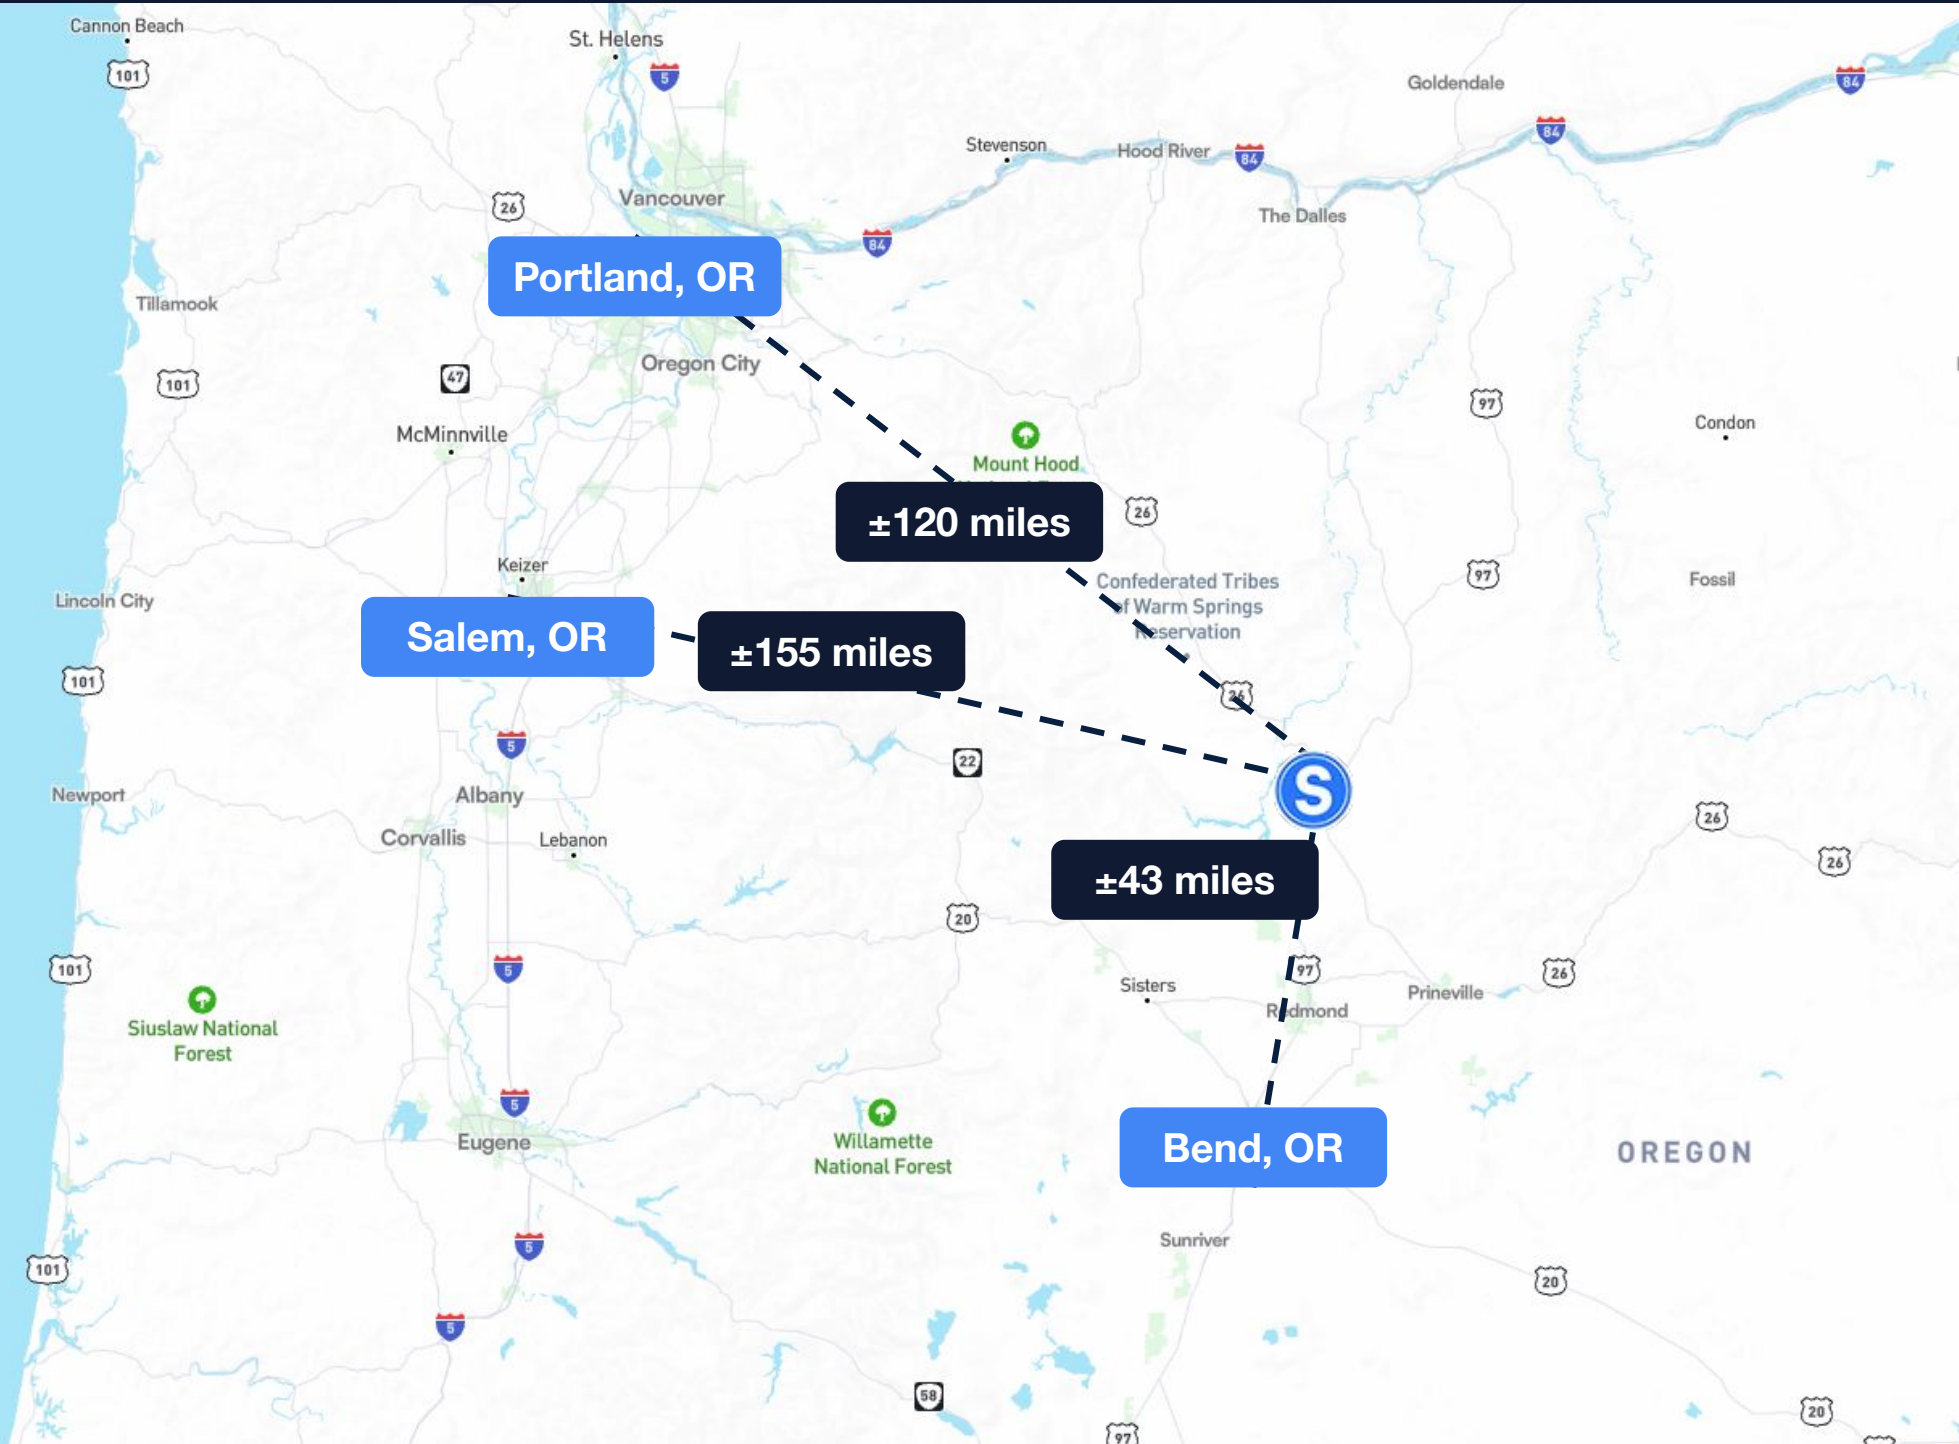 Cannon Beach
101
St. Helens
5
Goldendale
84
84
Stevenson
Hood River
84
26
Vancouver
The Dalles
84
Portland, OR
Tillamook
Oregon City
101
47
97
McMinnville
Condon
Mount Hood
±120 miles
26
Keizer
97
Fossil
Confederated Tribes
of Warm Springs
Reservation
Lincoln City
Salem, OR
±155 miles
101
26
5
22
S
Newport
Albany
26
Corvallis
Lebanon
26
±43 miles
20
101
5
97
26
Sisters
Prineville
Redmond
Siuslaw National
Forest
5
Eugene
Willamette
National Forest
Bend, OR
OREGON
Sunriver
5
101
20
5
58
20
97